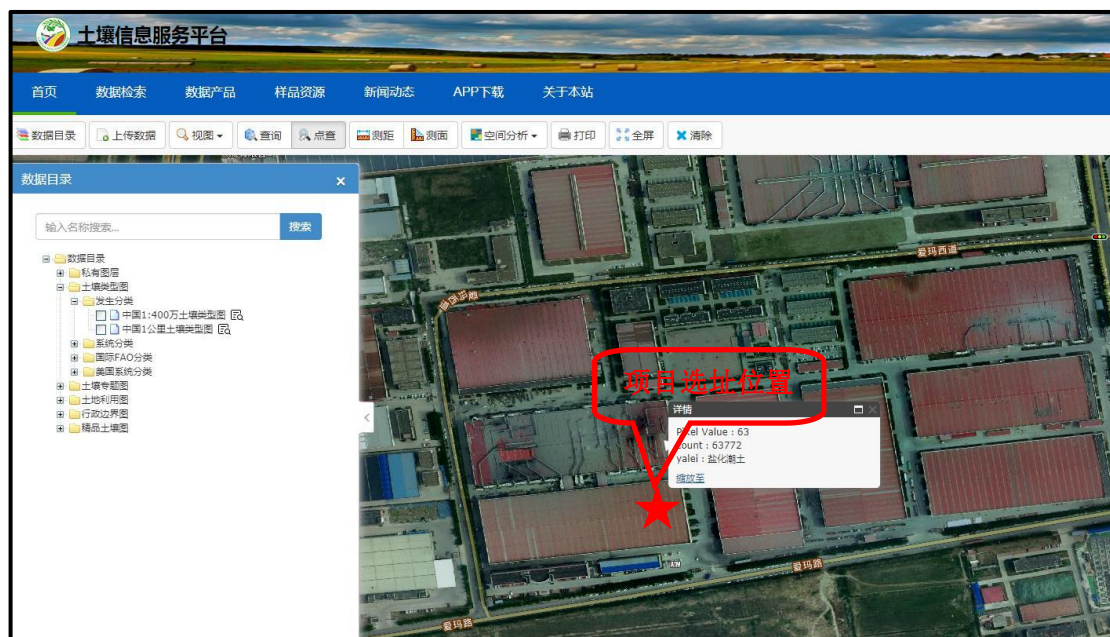 土壤信息服务平台
首页 数据检索 数据产品 样品资源 新闻动态 APP下载 关于本站
数据目录 上传数据 视图 查询 点查 测距 测面 空间分析 打印 全屏 清除
数据目录 ×
输入名称搜索... 搜索
数据目录
私有图层
土壤类型图
发生分类
中国1:400万土壤类型图
中国1公里土壤类型图
系统分类
国际FAO分类
美国系统分类
土壤专题图
土地利用图
行政边界图
精品土壤图
爱玛西道
项目选址位置
详情
Pixel Value : 63
count : 63772
yalei : 盐化潮土
缩放至
爱玛路
爱玛路